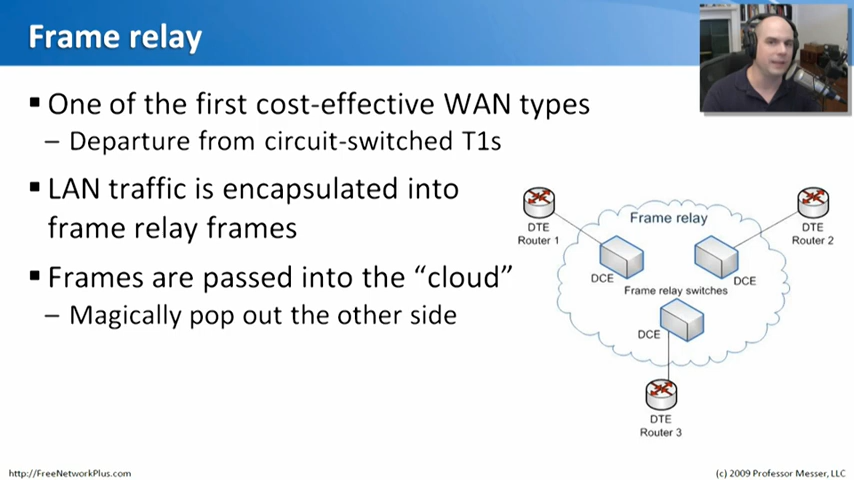 Frame relay
▪ One of the first cost-effective WAN types
– Departure from circuit-switched T1s
▪ LAN traffic is encapsulated into
frame relay frames
▪ Frames are passed into the “cloud”
– Magically pop out the other side
Frame relay
DTE
Router 1
DTE
Router 2
DCE
DCE
Frame relay switches
DCE
DTE
Router 3
http://FreeNetworkPlus.com
(c) 2009 Professor Messer, LLC